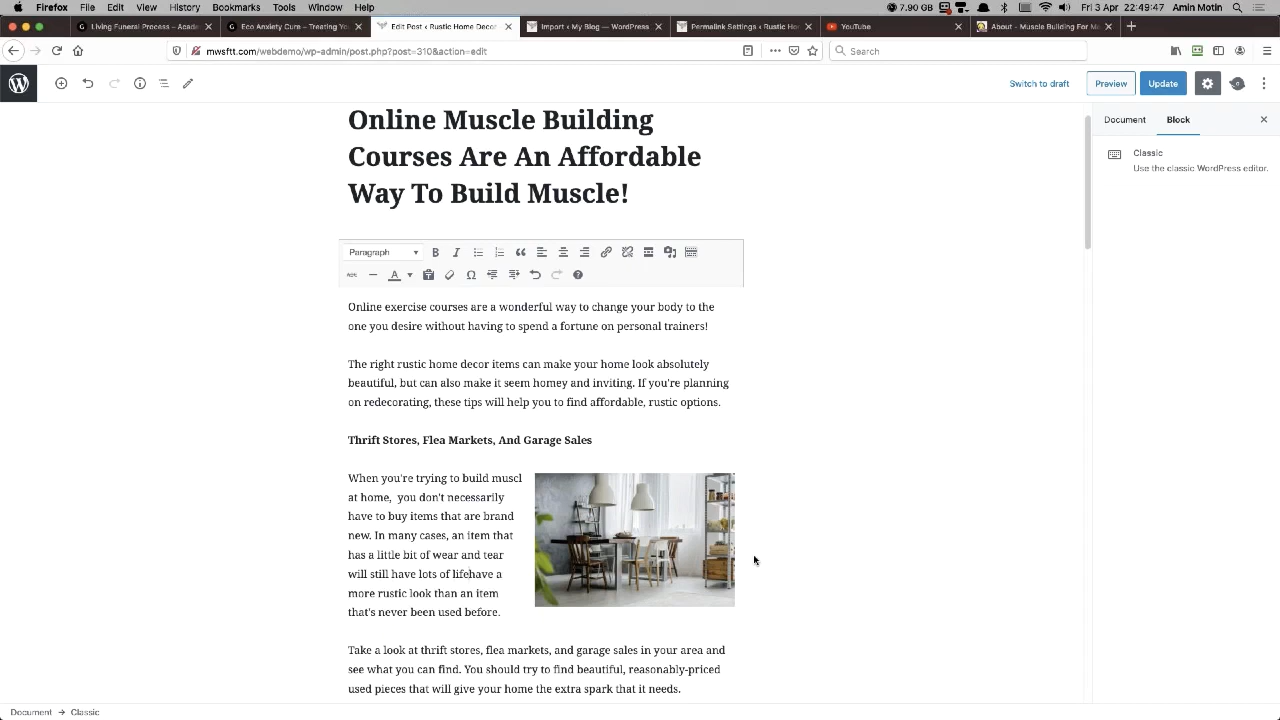 Firefox File Edit View History Bookmarks Tools Window Help 7.90 GB Fri 14:04 Amin Motin
Living Funeral Process – Acade
Eco Anxiety Cure – Treating Yo
Edit Post ‹ Rustic Home Decor
Import ‹ My Blog — WordPress
Permalink Settings ‹ Rustic Ho
YouTube
About - Muscle Building For Me
mwsftt.com/webdemo/wp-admin/post.php?post=310&action=edit
Search
Switch to draft Preview Update
Document Block
Classic
Use the classic WordPress editor.
Online Muscle Building
Courses Are An Affordable
Way To Build Muscle!
Paragraph
ABC
Online exercise courses are a wonderful way to change your body to the
one you desire without having to spend a fortune on personal trainers!
The right rustic home decor items can make your home look absolutely
beautiful, but can also make it seem homey and inviting. If you're planning
on redecorating, these tips will help you to find affordable, rustic options.
Thrift Stores, Flea Markets, And Garage Sales
When you're trying to build muscl
at home, you don't necessarily
have to buy items that are brand
new. In many cases, an item that
has a little bit of wear and tear
will still have lots of lifehave a
more rustic look than an item
that's never been used before.
Take a look at thrift stores, flea markets, and garage sales in your area and
see what you can find. You should try to find beautiful, reasonably-priced
used pieces that will give your home the extra spark that it needs.
Document → Classic